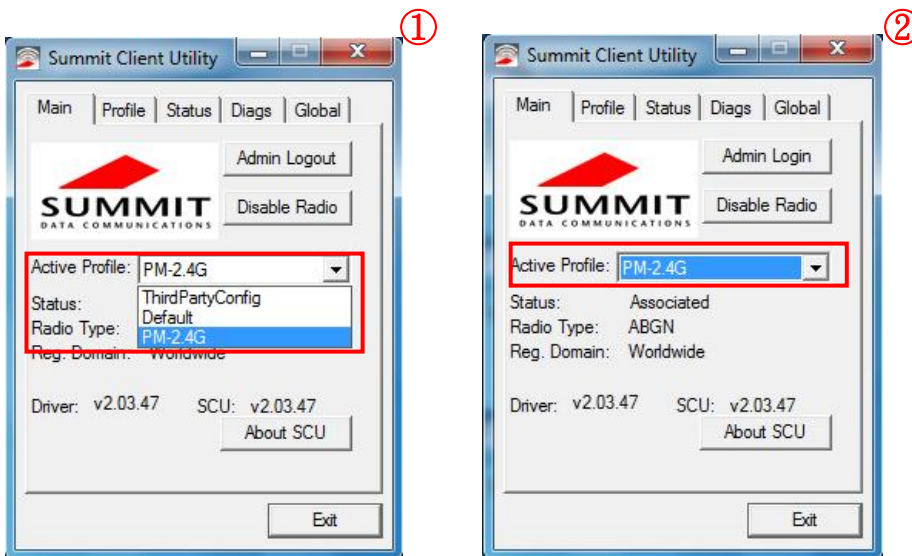 ①
Summit Client Utility
Main Profile Status Diags Global
Admin Logout
SUMMIT
DATA COMMUNICATIONS
Disable Radio
Active Profile: PM-2.4G
ThirdPartyConfig
Status:
Default
Radio Type:
PM-2.4G
Reg. Domain: Worldwide
Driver: v2.03.47 SCU: v2.03.47
About SCU
Exit
②
Summit Client Utility
Main Profile Status Diags Global
Admin Login
SUMMIT
DATA COMMUNICATIONS
Disable Radio
Active Profile: PM-2.4G
Status: Associated
Radio Type: ABGN
Reg. Domain: Worldwide
Driver: v2.03.47 SCU: v2.03.47
About SCU
Exit